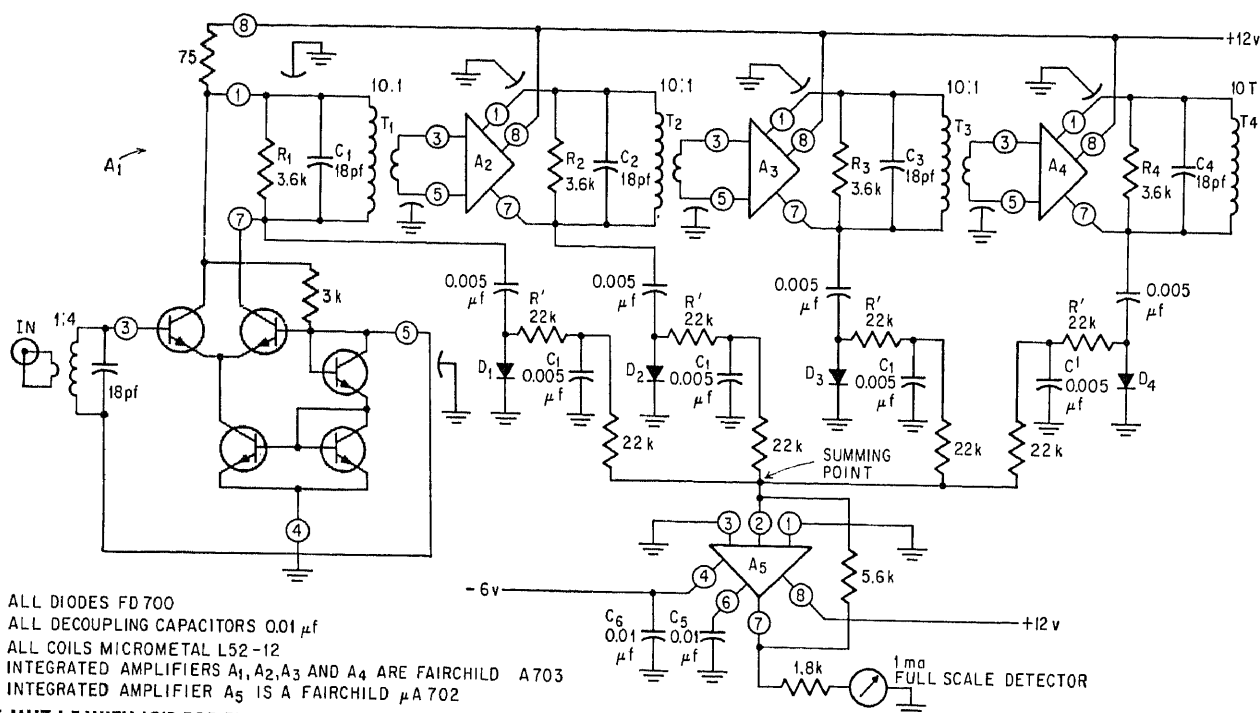 8
+12v
75
1
10:1
10:1
10:1
10T
A1
R1
3.6k
C1
18pf
T1
3
5
A2
1
8
7
R2
3.6k
C2
18pf
T2
3
5
A3
1
8
7
R3
3.6k
C3
18pf
T3
3
5
A4
1
8
7
R4
3.6k
C4
18pf
T4
7
3k
IN
1:4
3
18pf
5
4
0.005
µf
R'
22k
D1
C1
0.005
µf
22k
0.005
µf
R'
22k
D2
C1
0.005
µf
22k
0.005
µf
R'
22k
D3
C1
0.005
µf
22k
0.005
µf
R'
22k
D4
C'
0.005
µf
22k
SUMMING
POINT
3
2
1
A5
4
6
7
8
5.6k
-6v
+12v
C6
0.01
µf
C5
0.01
µf
1.8k
1 ma
FULL SCALE DETECTOR
ALL DIODES FD 700
ALL DECOUPLING CAPACITORS 0.01 µf
ALL COILS MICROMETAL L52-12
INTEGRATED AMPLIFIERS A1, A2, A3 AND A4 ARE FAIRCHILD A703
INTEGRATED AMPLIFIER A5 IS A FAIRCHILD µA 702